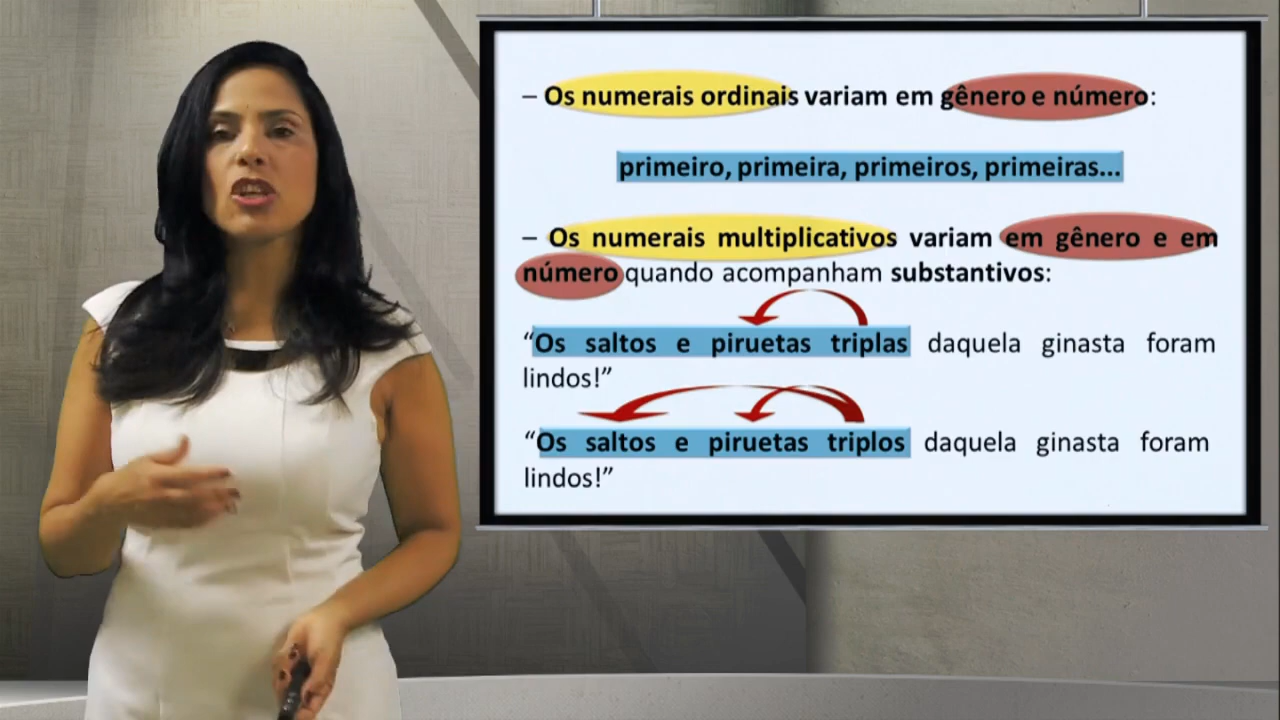 – Os numerais ordinais variam em gênero e número:
primeiro, primeira, primeiros, primeiras...
– Os numerais multiplicativos variam em gênero e em
número quando acompanham substantivos:
“Os saltos e piruetas triplas daquela ginasta foram
lindos!”
“Os saltos e piruetas triplos daquela ginasta foram
lindos!”